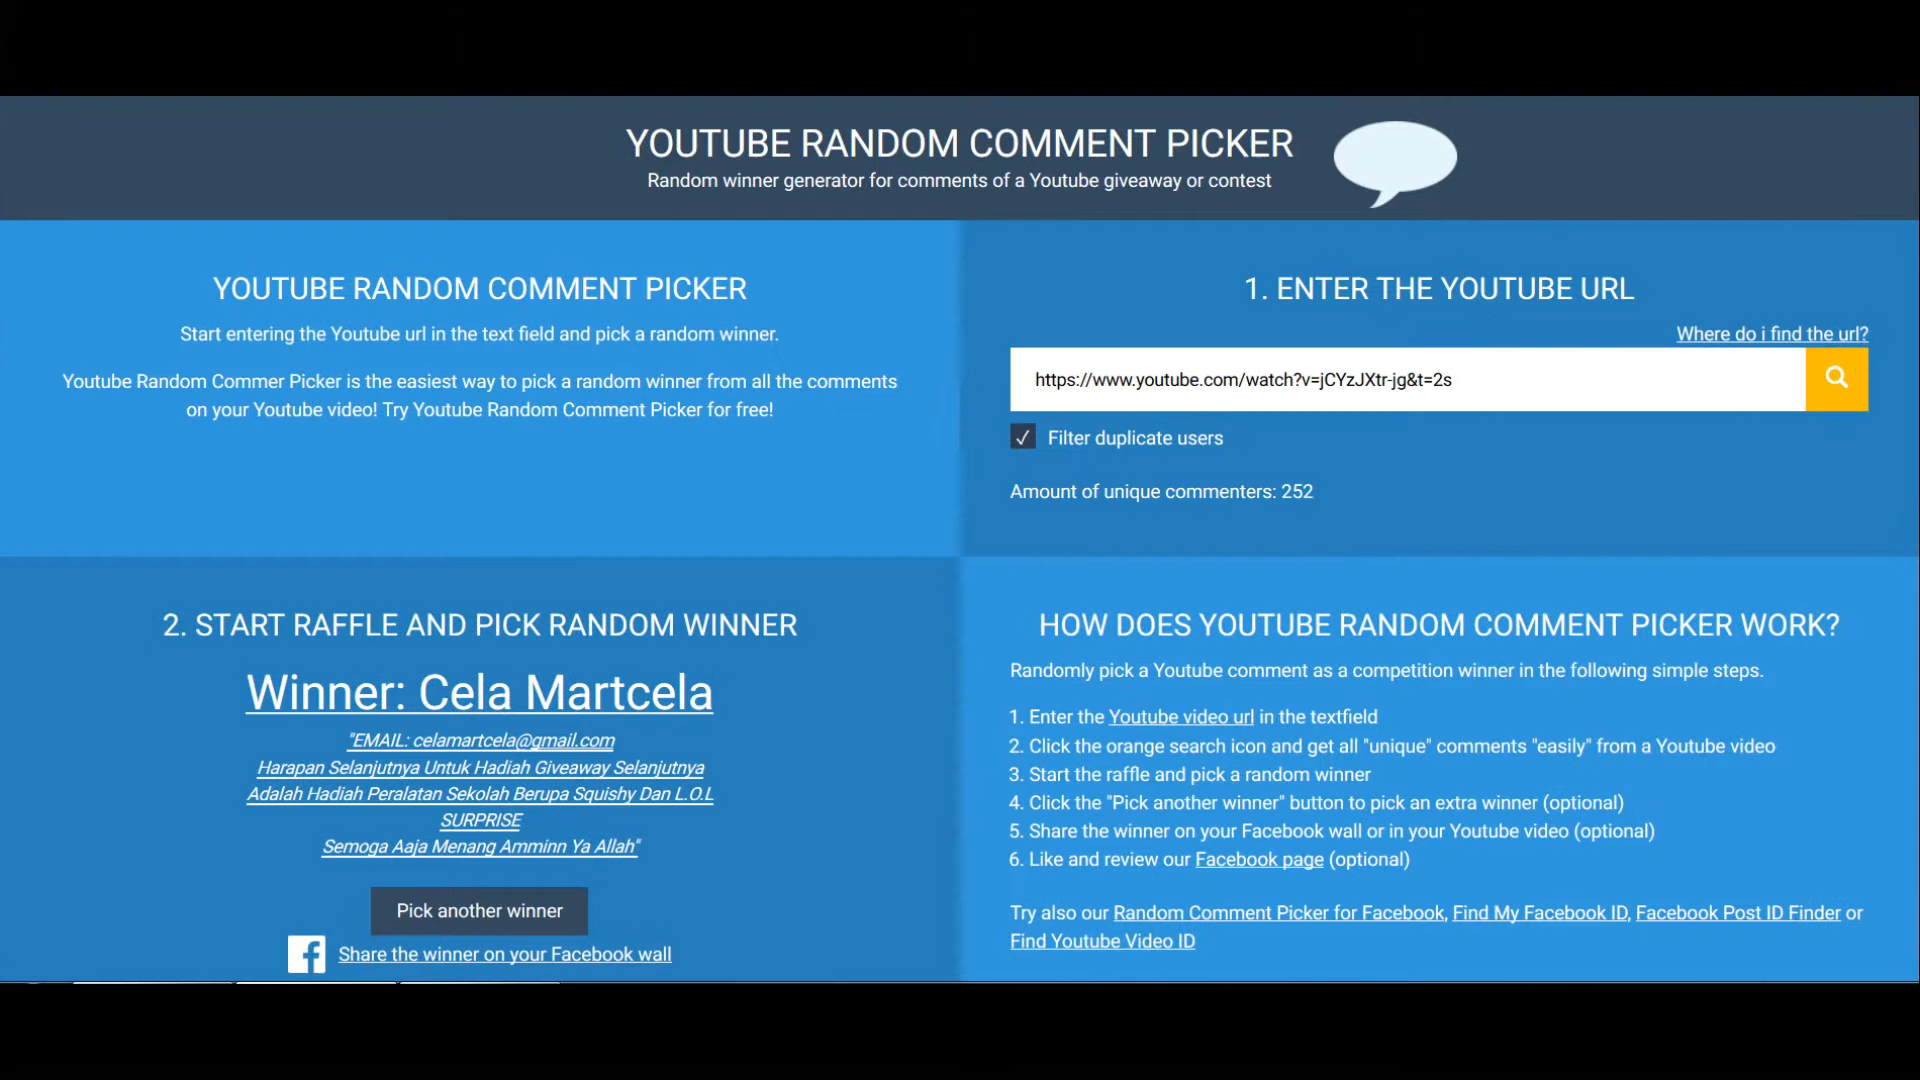 YOUTUBE RANDOM COMMENT PICKER
Random winner generator for comments of a Youtube giveaway or contest
YOUTUBE RANDOM COMMENT PICKER
Start entering the Youtube url in the text field and pick a random winner.
Youtube Random Commer Picker is the easiest way to pick a random winner from all the comments
on your Youtube video! Try Youtube Random Comment Picker for free!
1. ENTER THE YOUTUBE URL
Where do i find the url?
https://www.youtube.com/watch?v=jCYzJXtr-jg&t=2s
Filter duplicate users
Amount of unique commenters: 252
2. START RAFFLE AND PICK RANDOM WINNER
Winner: Cela Martcela
"EMAIL: celamartcela@gmail.com
Harapan Selanjutnya Untuk Hadiah Giveaway Selanjutnya
Adalah Hadiah Peralatan Sekolah Berupa Squishy Dan L.O.L
SURPRISE
Semoga Aaja Menang Amminn Ya Allah"
Pick another winner
Share the winner on your Facebook wall
HOW DOES YOUTUBE RANDOM COMMENT PICKER WORK?
Randomly pick a Youtube comment as a competition winner in the following simple steps.
1. Enter the Youtube video url in the textfield
2. Click the orange search icon and get all "unique" comments "easily" from a Youtube video
3. Start the raffle and pick a random winner
4. Click the "Pick another winner" button to pick an extra winner (optional)
5. Share the winner on your Facebook wall or in your Youtube video (optional)
6. Like and review our Facebook page (optional)
Try also our Random Comment Picker for Facebook, Find My Facebook ID, Facebook Post ID Finder or
Find Youtube Video ID